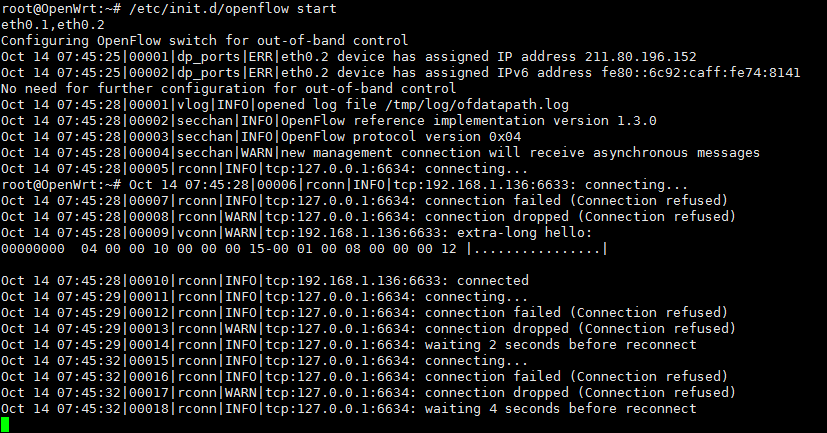 root@OpenWrt:~# /etc/init.d/openflow start
eth0.1,eth0.2
Configuring OpenFlow switch for out-of-band control
Oct 14 07:45:25|00001|dp_ports|ERR|eth0.2 device has assigned IP address 211.80.196.152
Oct 14 07:45:25|00002|dp_ports|ERR|eth0.2 device has assigned IPv6 address fe80::6c92:caff:fe74:8141
No need for further configuration for out-of-band control
Oct 14 07:45:28|00001|vlog|INFO|opened log file /tmp/log/ofdatapath.log
Oct 14 07:45:28|00002|secchan|INFO|OpenFlow reference implementation version 1.3.0
Oct 14 07:45:28|00003|secchan|INFO|OpenFlow protocol version 0x04
Oct 14 07:45:28|00004|secchan|WARN|new management connection will receive asynchronous messages
Oct 14 07:45:28|00005|rconn|INFO|tcp:127.0.0.1:6634: connecting...
root@OpenWrt:~# Oct 14 07:45:28|00006|rconn|INFO|tcp:192.168.1.136:6633: connecting...
Oct 14 07:45:28|00007|rconn|INFO|tcp:127.0.0.1:6634: connection failed (Connection refused)
Oct 14 07:45:28|00008|rconn|WARN|tcp:127.0.0.1:6634: connection dropped (Connection refused)
Oct 14 07:45:28|00009|vconn|WARN|tcp:192.168.1.136:6633: extra-long hello:
00000000  04 00 00 10 00 00 00 15-00 01 00 08 00 00 00 12 |................|
Oct 14 07:45:28|00010|rconn|INFO|tcp:192.168.1.136:6633: connected
Oct 14 07:45:29|00011|rconn|INFO|tcp:127.0.0.1:6634: connecting...
Oct 14 07:45:29|00012|rconn|INFO|tcp:127.0.0.1:6634: connection failed (Connection refused)
Oct 14 07:45:29|00013|rconn|WARN|tcp:127.0.0.1:6634: connection dropped (Connection refused)
Oct 14 07:45:29|00014|rconn|INFO|tcp:127.0.0.1:6634: waiting 2 seconds before reconnect
Oct 14 07:45:32|00015|rconn|INFO|tcp:127.0.0.1:6634: connecting...
Oct 14 07:45:32|00016|rconn|INFO|tcp:127.0.0.1:6634: connection failed (Connection refused)
Oct 14 07:45:32|00017|rconn|WARN|tcp:127.0.0.1:6634: connection dropped (Connection refused)
Oct 14 07:45:32|00018|rconn|INFO|tcp:127.0.0.1:6634: waiting 4 seconds before reconnect